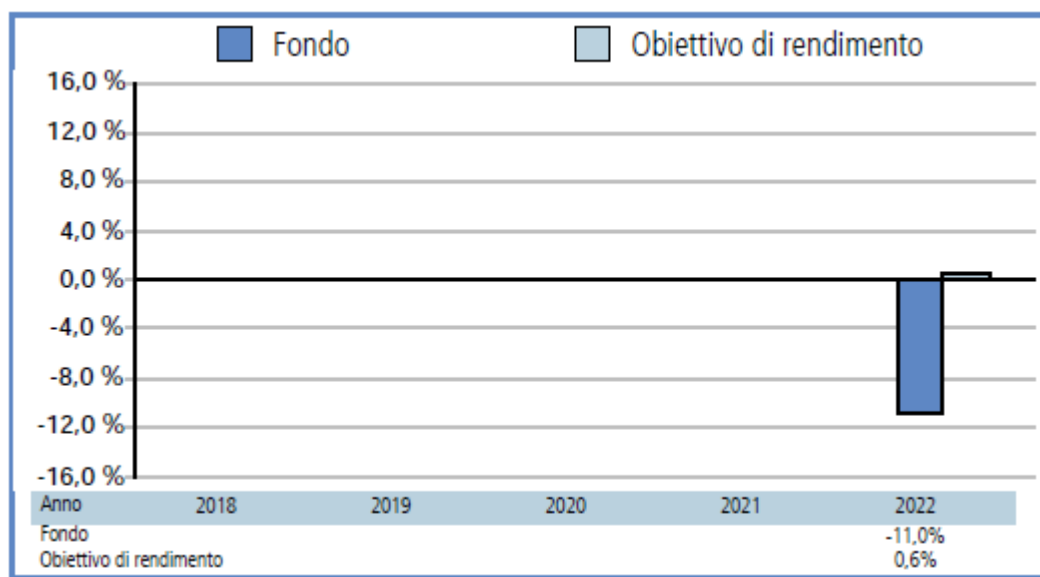 Fondo Obiettivo di rendimento
16,0 %
12,0 %
8,0 %
4,0 %
0,0 %
-4,0 %
-8,0 %
-12,0 %
-16,0 %
Anno 2018 2019 2020 2021 2022
Fondo -11,0%
Obiettivo di rendimento 0,6%